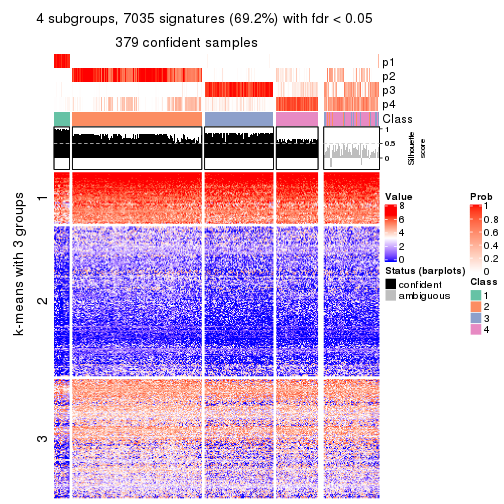 4 subgroups, 7035 signatures (69.2%) with fdr < 0.05
379 confident samples
p1
p2
p3
p4
Class
1
0.5
0
Silhouette
score
k-means with 3 groups
1
2
3
Value
8
6
4
2
0
Status (barplots)
confident
ambiguous
Prob
1
0.8
0.6
0.4
0.2
0
Class
1
2
3
4